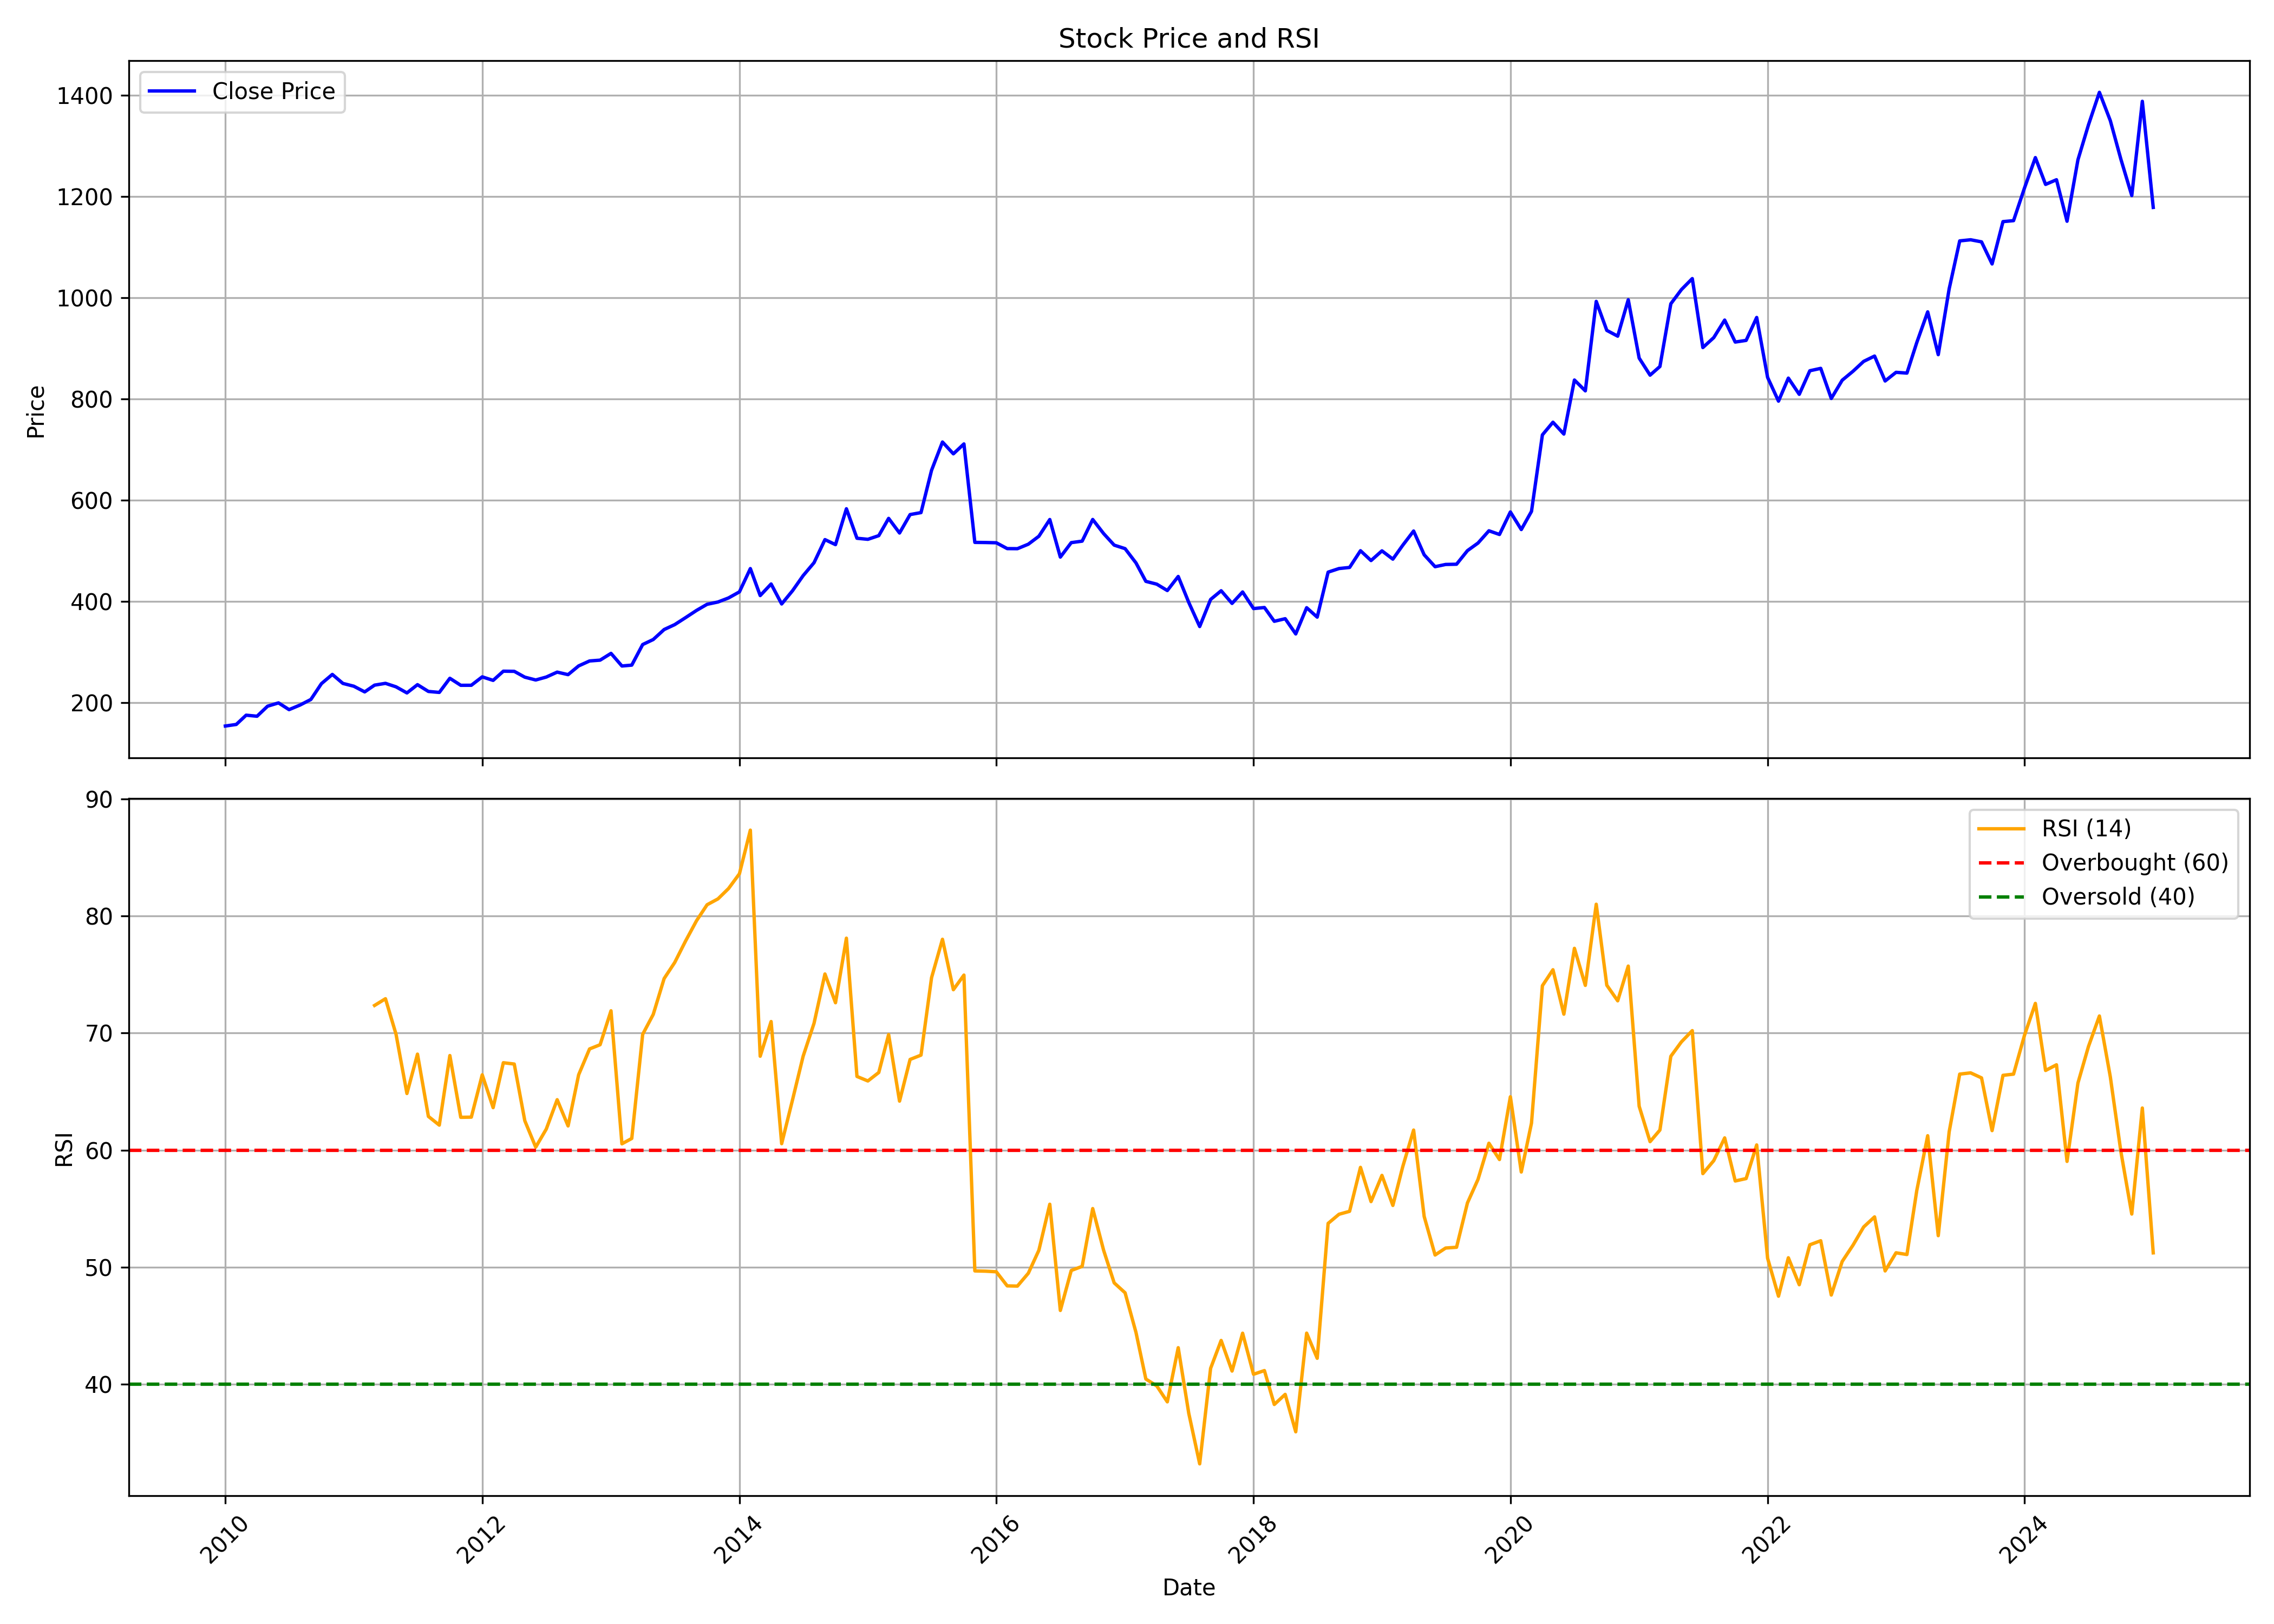 Stock Price and RSI
Close Price
1400
1200
1000
800
600
400
200
Price
90
80
70
60
50
40
RSI
RSI (14)
Overbought (60)
Oversold (40)
2010
2012
2014
2016
2018
2020
2022
2024
Date